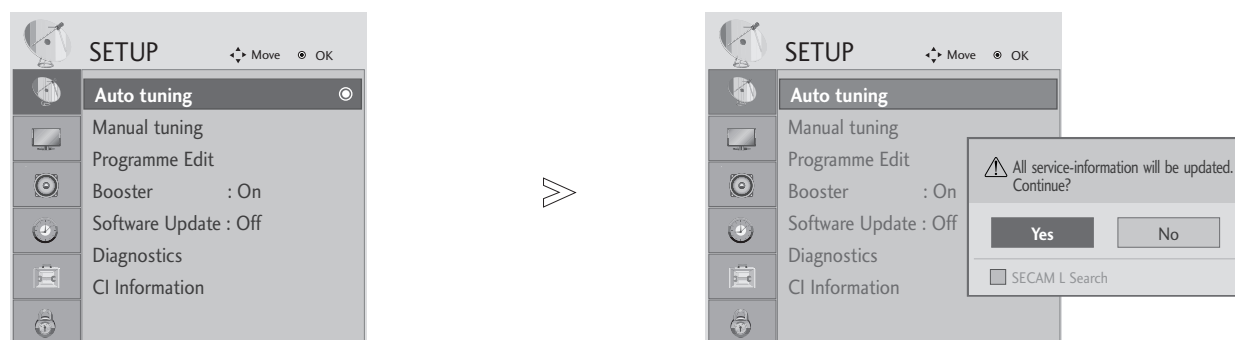 SETUP Move OK
Auto tuning
Manual tuning
Programme Edit
Booster : On
Software Update : Off
Diagnostics
CI Information
SETUP Move OK
Auto tuning
Manual tuning
Programme Edit
Booster : On
Software Update : Off
Diagnostics
CI Information
All service-information will be updated.
Continue?
Yes No
SECAM L Search